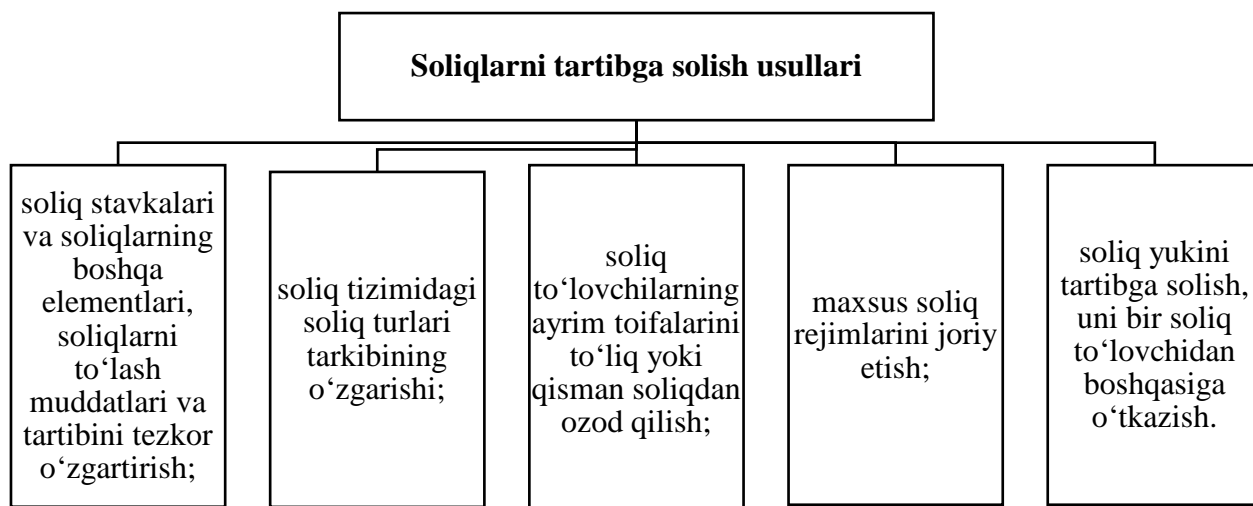 Soliqlarni tartibga solish usullari
soliq stavkalari
va soliqlarning
boshqa
elementlari,
soliqlarni
to‘lash
muddatlari va
tartibini tezkor
o‘zgartirish;
soliq tizimidagi
soliq turlari
tarkibining
o‘zgarishi;
soliq
to‘lovchilarning
ayrim toifalarini
to‘liq yoki
qisman soliqdan
ozod qilish;
maxsus soliq
rejimlarini joriy
etish;
soliq yukini
tartibga solish,
uni bir soliq
to‘lovchidan
boshqasiga
o‘tkazish.